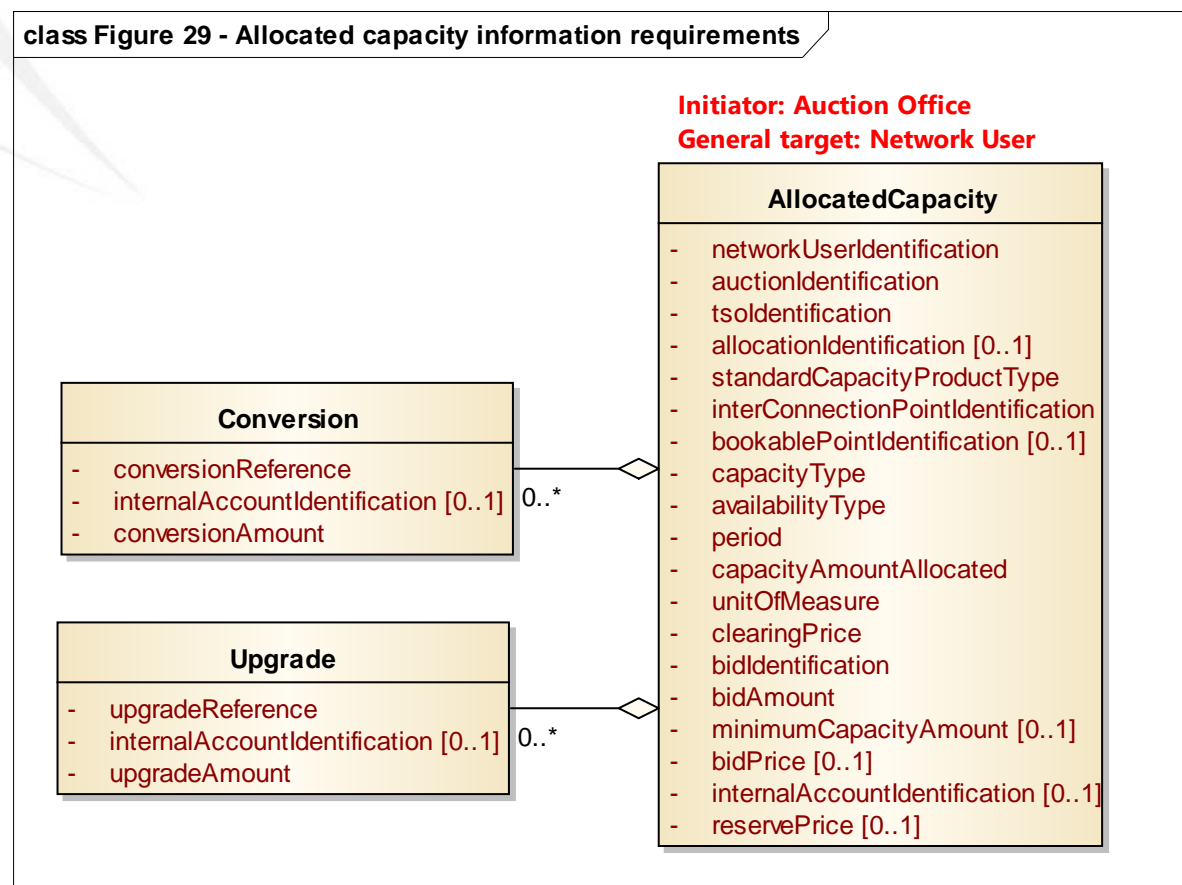 class Figure 29 - Allocated capacity information requirements
Initiator: Auction Office
General target: Network User
AllocatedCapacity
- networkUserIdentification
- auctionIdentification
- tsoIdentification
- allocationIdentification [0..1]
- standardCapacityProductType
- interConnectionPointIdentification
- bookablePointIdentification [0..1]
- capacityType
- availabilityType
- period
- capacityAmountAllocated
- unitOfMeasure
- clearingPrice
- bidIdentification
- bidAmount
- minimumCapacityAmount [0..1]
- bidPrice [0..1]
- internalAccountIdentification [0..1]
- reservePrice [0..1]
Conversion
- conversionReference
- internalAccountIdentification [0..1]
- conversionAmount
0..*
Upgrade
- upgradeReference
- internalAccountIdentification [0..1]
- upgradeAmount
0..*